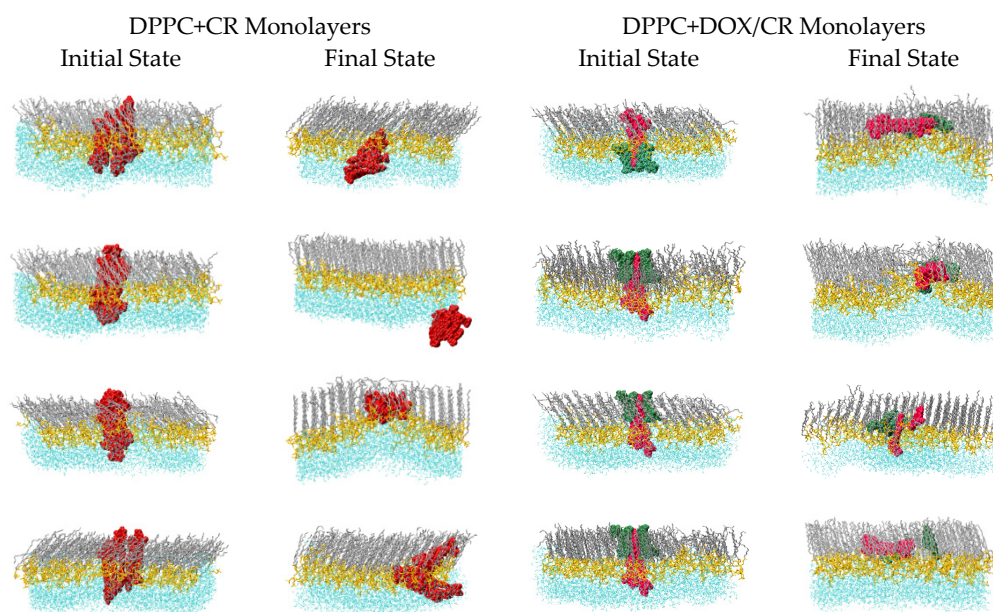 DPPC+CR Monolayers
DPPC+DOX/CR Monolayers
Initial State
Final State
Initial State
Final State